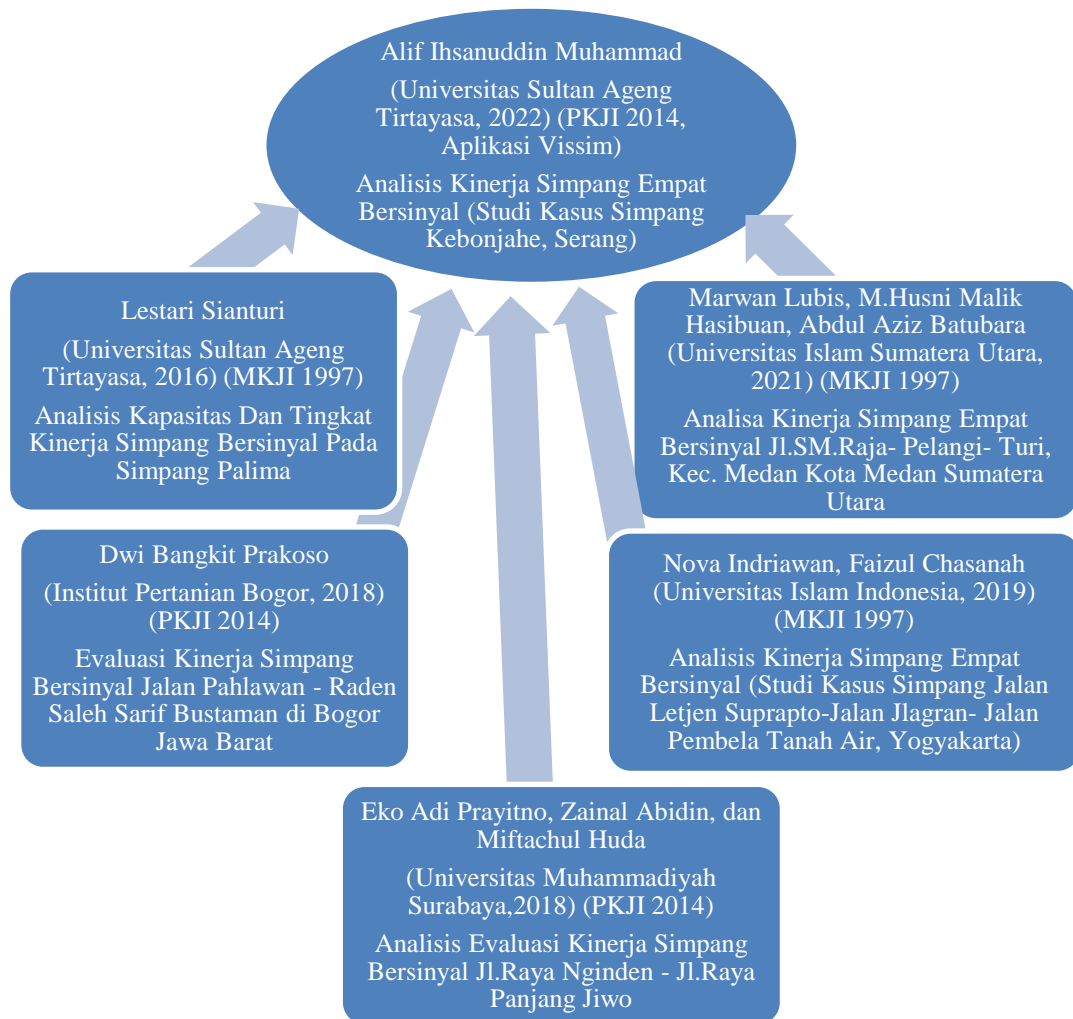 Alif Ihsanuddin Muhammad
(Universitas Sultan Ageng
Tirtayasa, 2022) (PKJI 2014,
Aplikasi Vissim)
Analisis Kinerja Simpang Empat
Bersinyal (Studi Kasus Simpang
Kebonjahe, Serang)
Lestari Sianturi
(Universitas Sultan Ageng
Tirtayasa, 2016) (MKJI 1997)
Analisis Kapasitas Dan Tingkat
Kinerja Simpang Bersinyal Pada
Simpang Palima
Marwan Lubis, M.Husni Malik
Hasibuan, Abdul Aziz Batubara
(Universitas Islam Sumatera Utara,
2021) (MKJI 1997)
Analisa Kinerja Simpang Empat
Bersinyal Jl.SM.Raja- Pelangi- Turi,
Kec. Medan Kota Medan Sumatera
Utara
Dwi Bangkit Prakoso
(Institut Pertanian Bogor, 2018)
(PKJI 2014)
Evaluasi Kinerja Simpang
Bersinyal Jalan Pahlawan - Raden
Saleh Sarif Bustaman di Bogor
Jawa Barat
Nova Indriawan, Faizul Chasanah
(Universitas Islam Indonesia, 2019)
(MKJI 1997)
Analisis Kinerja Simpang Empat
Bersinyal (Studi Kasus Simpang Jalan
Letjen Suprapto-Jalan Jlagran- Jalan
Pembela Tanah Air, Yogyakarta)
Eko Adi Prayitno, Zainal Abidin, dan
Miftachul Huda
(Universitas Muhammadiyah
Surabaya,2018) (PKJI 2014)
Analisis Evaluasi Kinerja Simpang
Bersinyal Jl.Raya Nginden - Jl.Raya
Panjang Jiwo